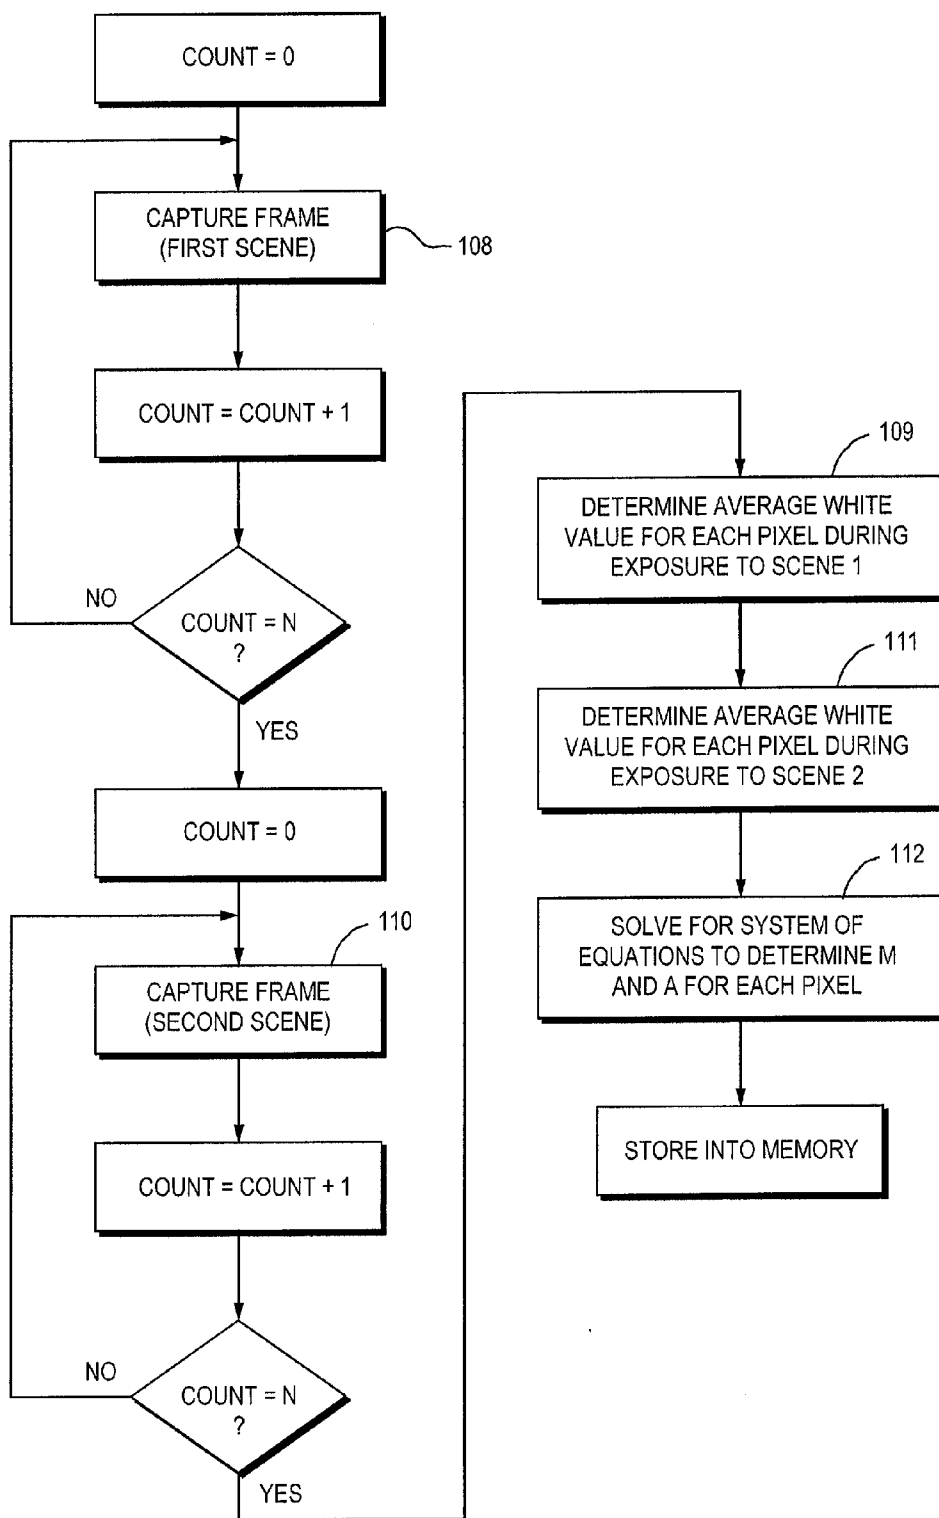 COUNT = 0
CAPTURE FRAME
(FIRST SCENE)
108
COUNT = COUNT + 1
COUNT = N
?
NO
YES
COUNT = 0
CAPTURE FRAME
(SECOND SCENE)
110
COUNT = COUNT + 1
COUNT = N
?
NO
YES
109
DETERMINE AVERAGE WHITE
VALUE FOR EACH PIXEL DURING
EXPOSURE TO SCENE 1
111
DETERMINE AVERAGE WHITE
VALUE FOR EACH PIXEL DURING
EXPOSURE TO SCENE 2
112
SOLVE FOR SYSTEM OF
EQUATIONS TO DETERMINE M
AND A FOR EACH PIXEL
STORE INTO MEMORY